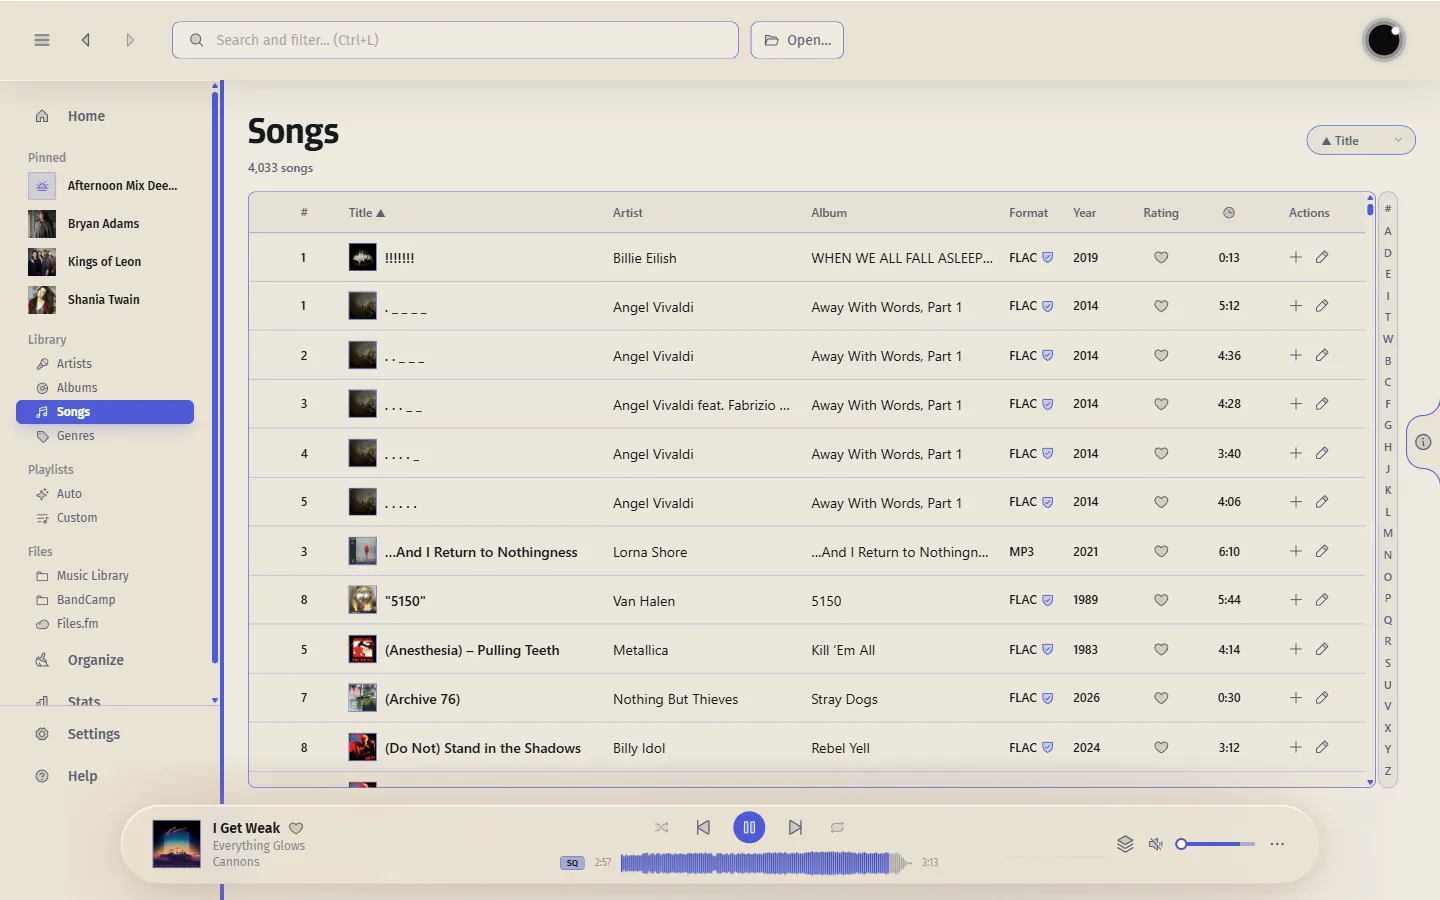 Search and filter... (Ctrl+L)
Open...
Home
Pinned
Afternoon Mix Dee...
Bryan Adams
Kings of Leon
Shania Twain
Library
Artists
Albums
Songs
Genres
Playlists
Auto
Custom
Files
Music Library
BandCamp
Files.fm
Organize
Stats
Settings
Help
Songs
4,033 songs
▲ Title
# Title ▲ Artist Album Format Year Rating Actions
1 !!!!!!! Billie Eilish WHEN WE ALL FALL ASLEEP... FLAC 2019 0:13
1 . _ _ _ _ Angel Vivaldi Away With Words, Part 1 FLAC 2014 5:12
2 . . _ _ _ Angel Vivaldi Away With Words, Part 1 FLAC 2014 4:36
3 . . . _ _ Angel Vivaldi feat. Fabrizio ... Away With Words, Part 1 FLAC 2014 4:28
4 . . . . _ Angel Vivaldi Away With Words, Part 1 FLAC 2014 3:40
5 . . . . . Angel Vivaldi Away With Words, Part 1 FLAC 2014 4:06
3 ...And I Return to Nothingness Lorna Shore ...And I Return to Nothingn... MP3 2021 6:10
8 "5150" Van Halen 5150 FLAC 1989 5:44
5 (Anesthesia) – Pulling Teeth Metallica Kill 'Em All FLAC 1983 4:14
7 (Archive 76) Nothing But Thieves Stray Dogs FLAC 2026 0:30
8 (Do Not) Stand in the Shadows Billy Idol Rebel Yell FLAC 2024 3:12
#
A
D
E
I
T
W
B
C
F
G
H
J
K
L
M
N
O
P
Q
R
S
U
V
X
Y
Z
I Get Weak
Everything Glows
Cannons
SQ 2:57 3:13